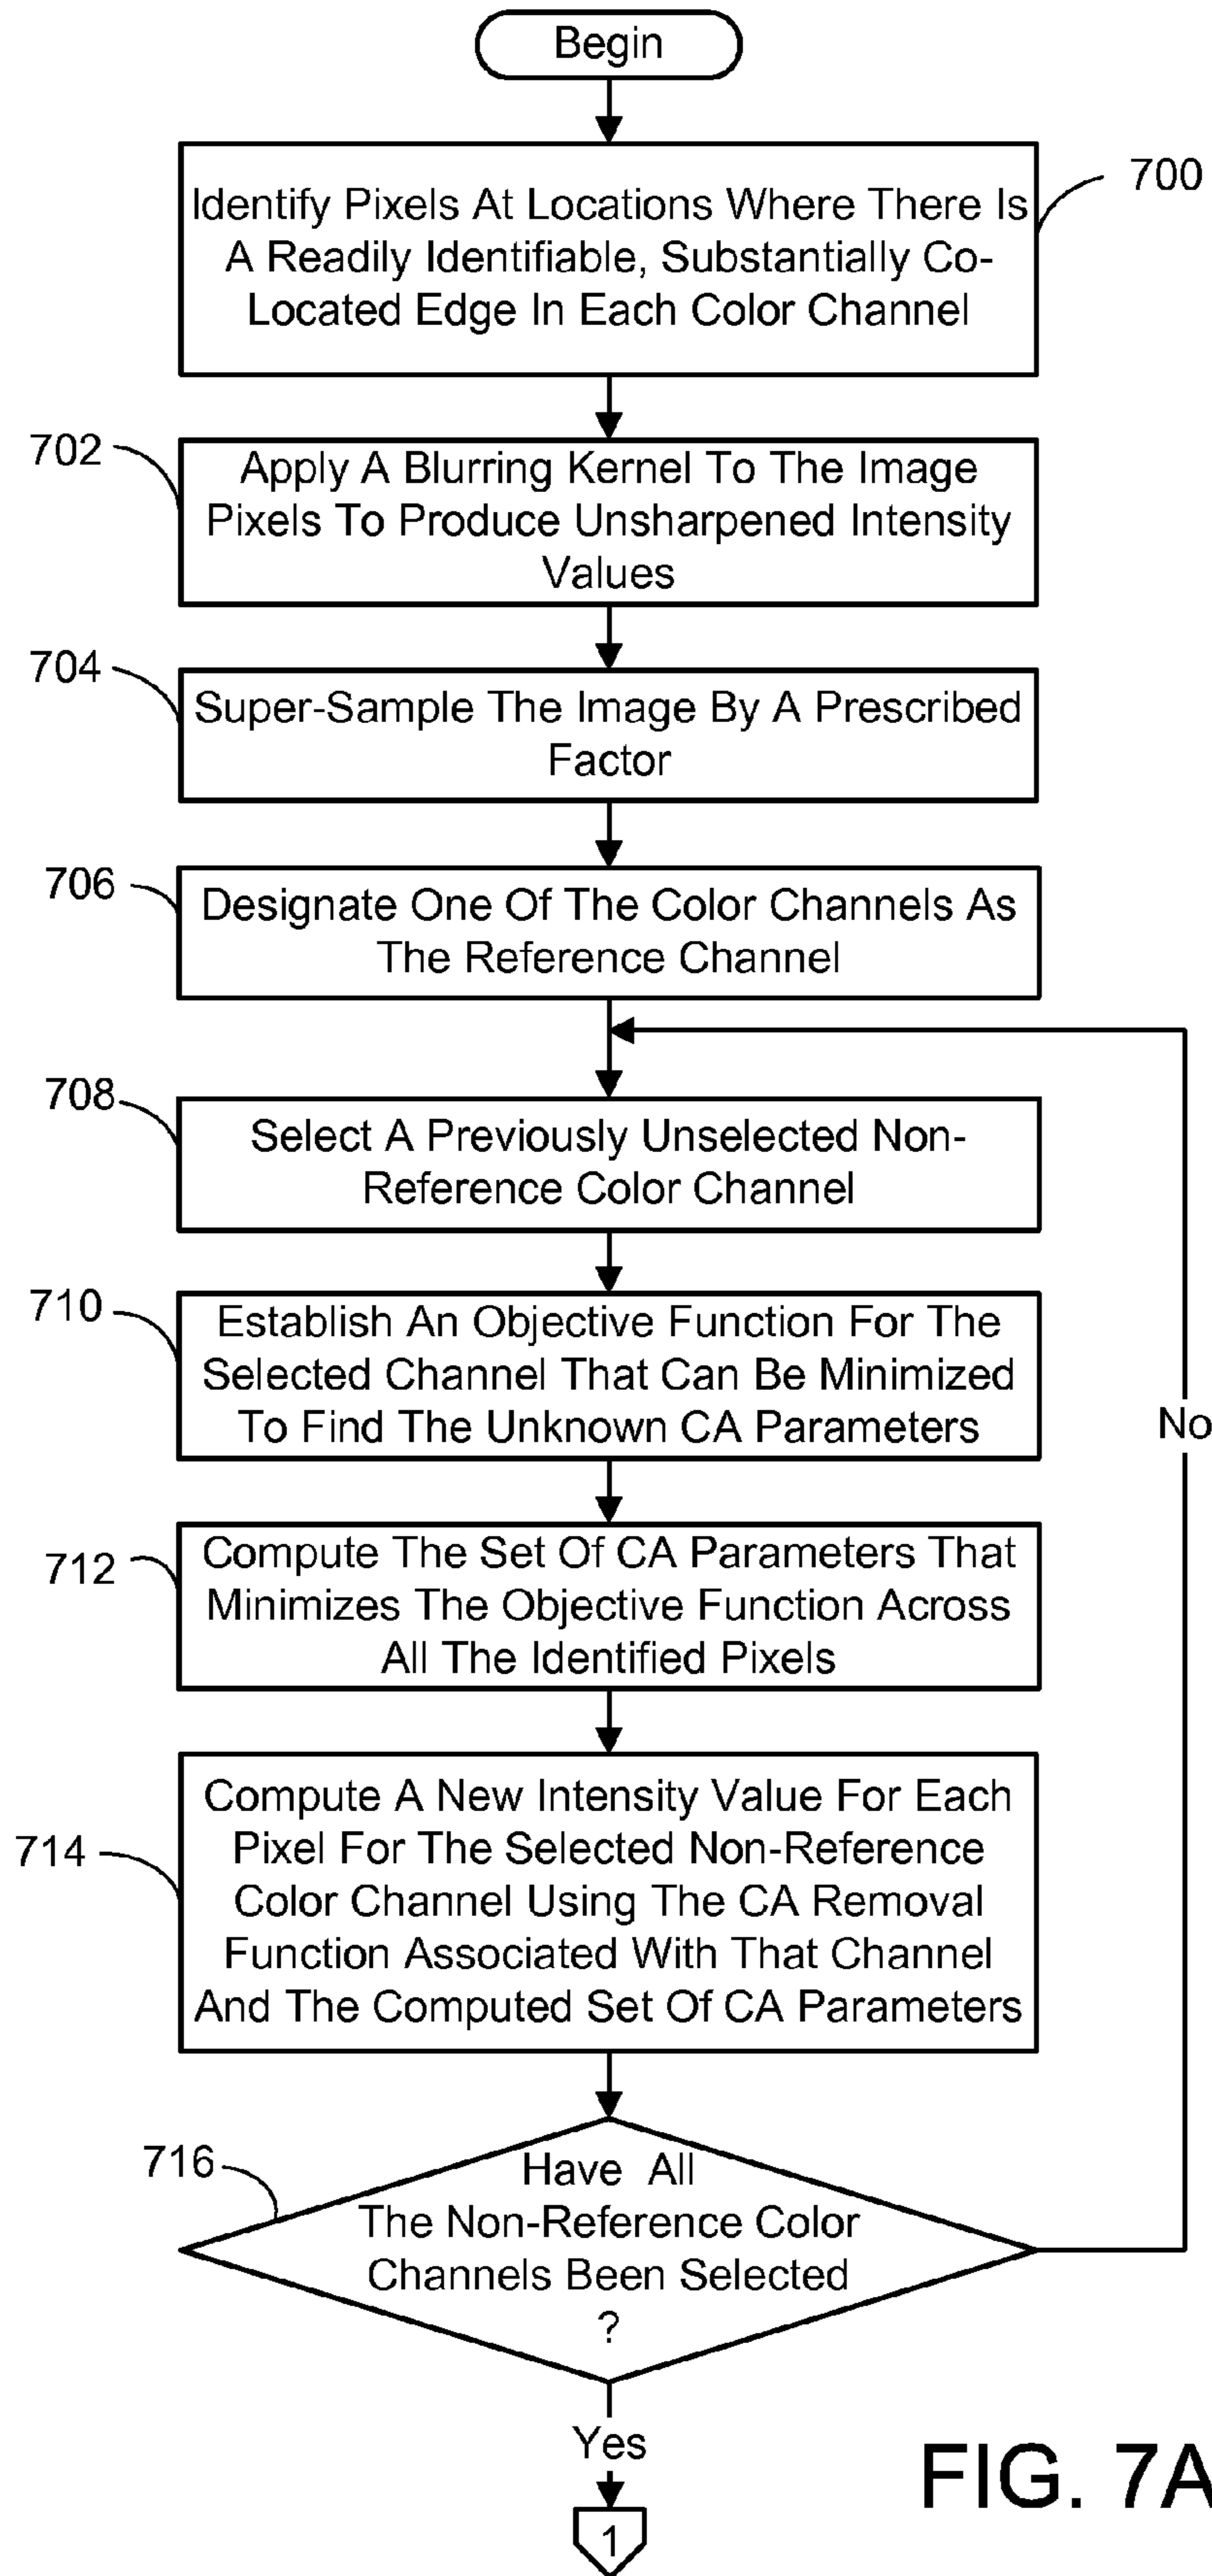 Begin
Identify Pixels At Locations Where There Is
A Readily Identifiable, Substantially Co-
Located Edge In Each Color Channel
700
702
Apply A Blurring Kernel To The Image
Pixels To Produce Unsharpened Intensity
Values
704
Super-Sample The Image By A Prescribed
Factor
706
Designate One Of The Color Channels As
The Reference Channel
708
Select A Previously Unselected Non-
Reference Color Channel
710
Establish An Objective Function For The
Selected Channel That Can Be Minimized
To Find The Unknown CA Parameters
No
712
Compute The Set Of CA Parameters That
Minimizes The Objective Function Across
All The Identified Pixels
714
Compute A New Intensity Value For Each
Pixel For The Selected Non-Reference
Color Channel Using The CA Removal
Function Associated With That Channel
And The Computed Set Of CA Parameters
716
Have All
The Non-Reference Color
Channels Been Selected
?
Yes
1
FIG. 7A